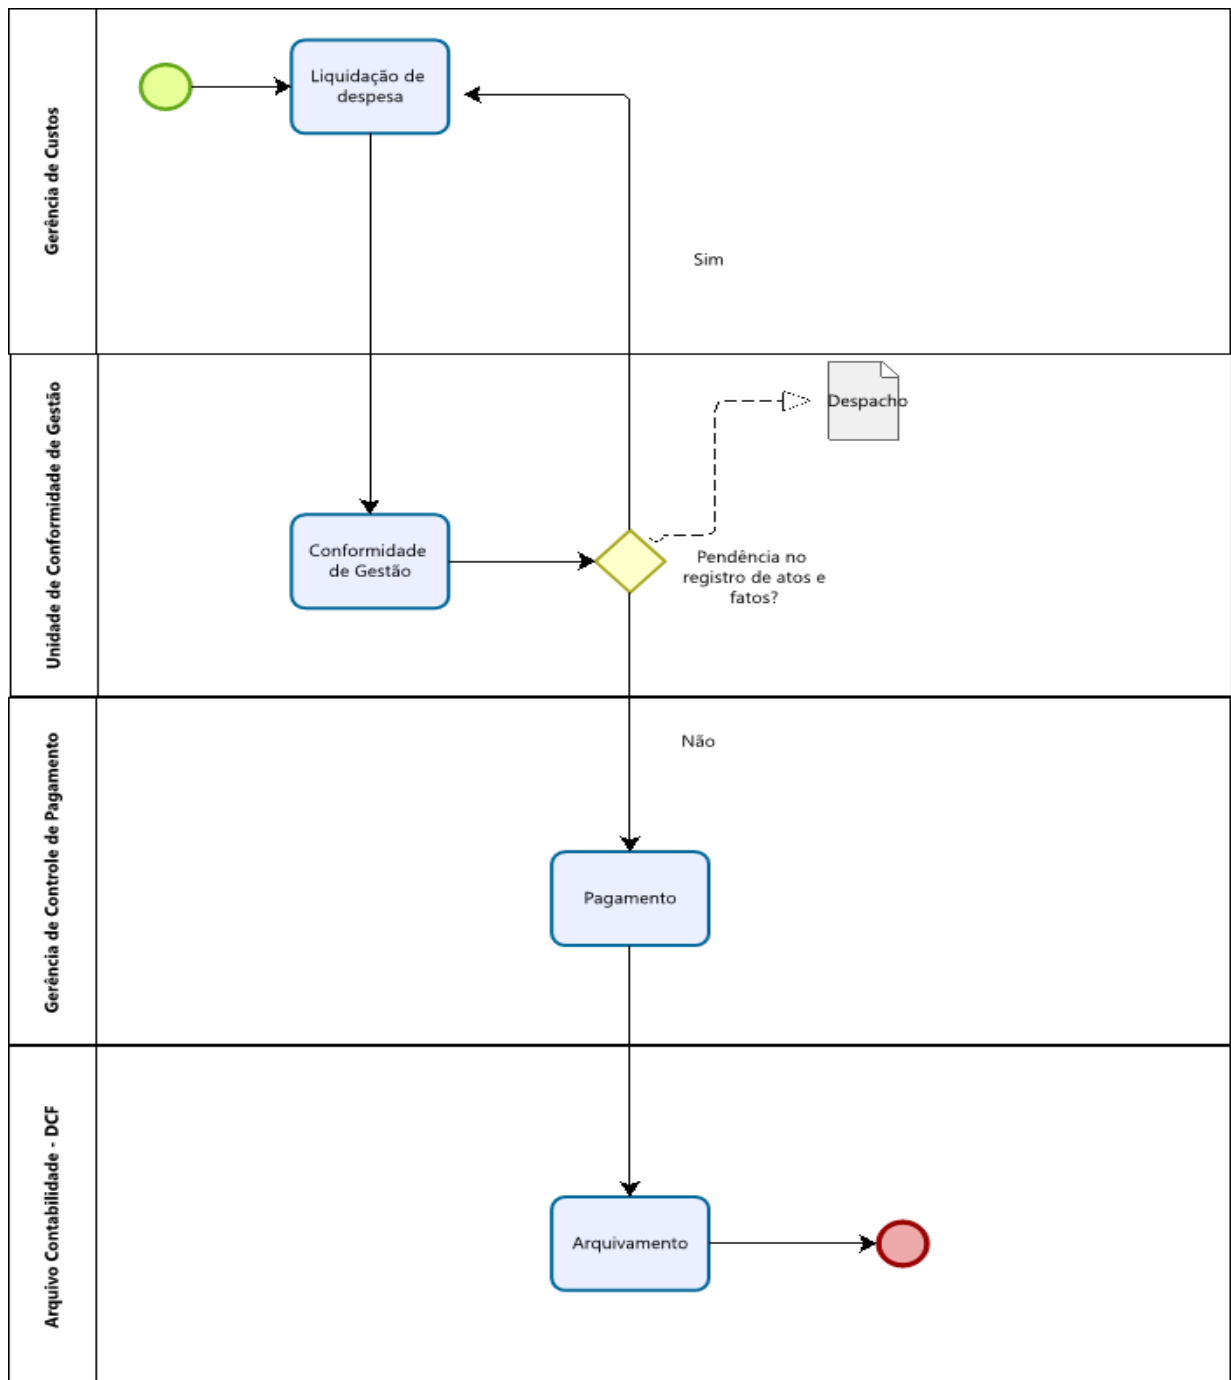 Gerência de Custos
Liquidação de
despesa
Sim
Unidade de Conformidade de Gestão
Despacho
Conformidade
de Gestão
Pendência no
registro de atos e
fatos?
Gerência de Controle de Pagamento
Não
Pagamento
Arquivo Contabilidade - DCF
Arquivamento